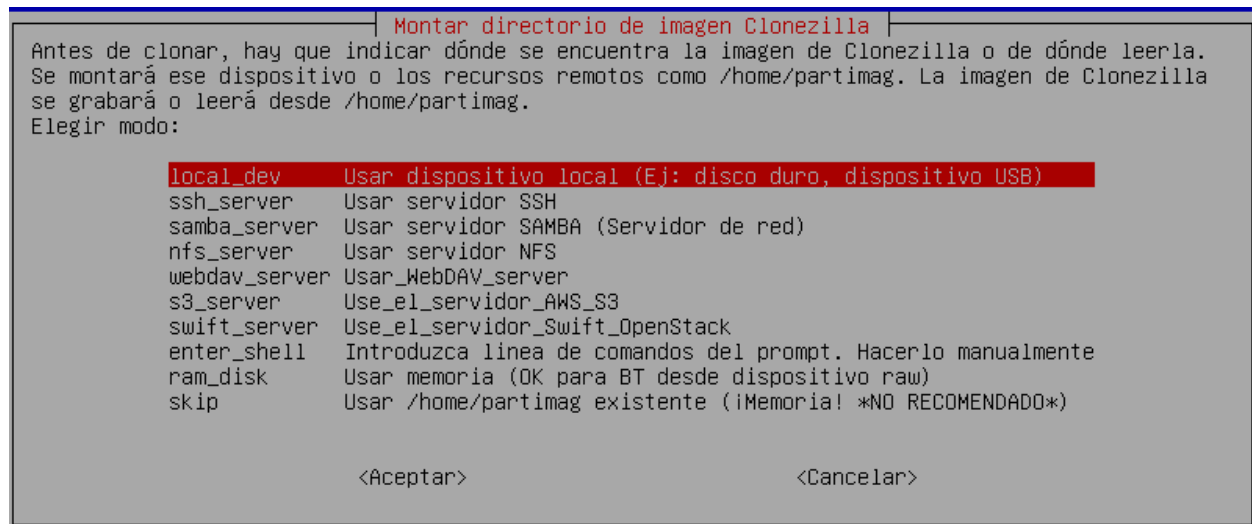 Montar directorio de imagen Clonezilla
Antes de clonar, hay que indicar dónde se encuentra la imagen de Clonezilla o de dónde leerla.
Se montará ese dispositivo o los recursos remotos como /home/partimag. La imagen de Clonezilla
se grabará o leerá desde /home/partimag.
Elegir modo:
local_dev Usar dispositivo local (Ej: disco duro, dispositivo USB)
ssh_server Usar servidor SSH
samba_server Usar servidor SAMBA (Servidor de red)
nfs_server Usar servidor NFS
webdav_server Usar_WebDAV_server
s3_server Use_el_servidor_AWS_S3
swift_server Use_el_servidor_Swift_OpenStack
enter_shell Introduzca linea de comandos del prompt. Hacerlo manualmente
ram_disk Usar memoria (OK para BT desde dispositivo raw)
skip Usar /home/partimag existente (¡Memoria! *NO RECOMENDADO*)
<Aceptar> <Cancelar>